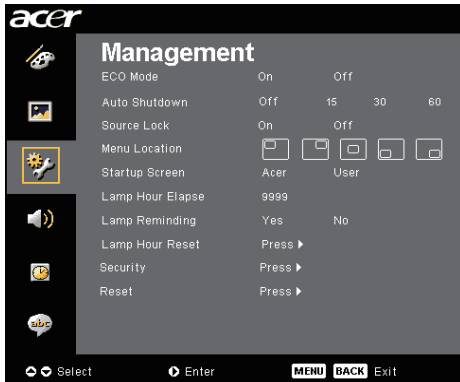 acer
Management
ECO Mode On Off
Auto Shutdown Off 15 30 60
Source Lock On Off
Menu Location
Startup Screen Acer User
Lamp Hour Elapse 9999
Lamp Reminding Yes No
Lamp Hour Reset Press
Security Press
Reset Press
abc
Select Enter MENU BACK Exit